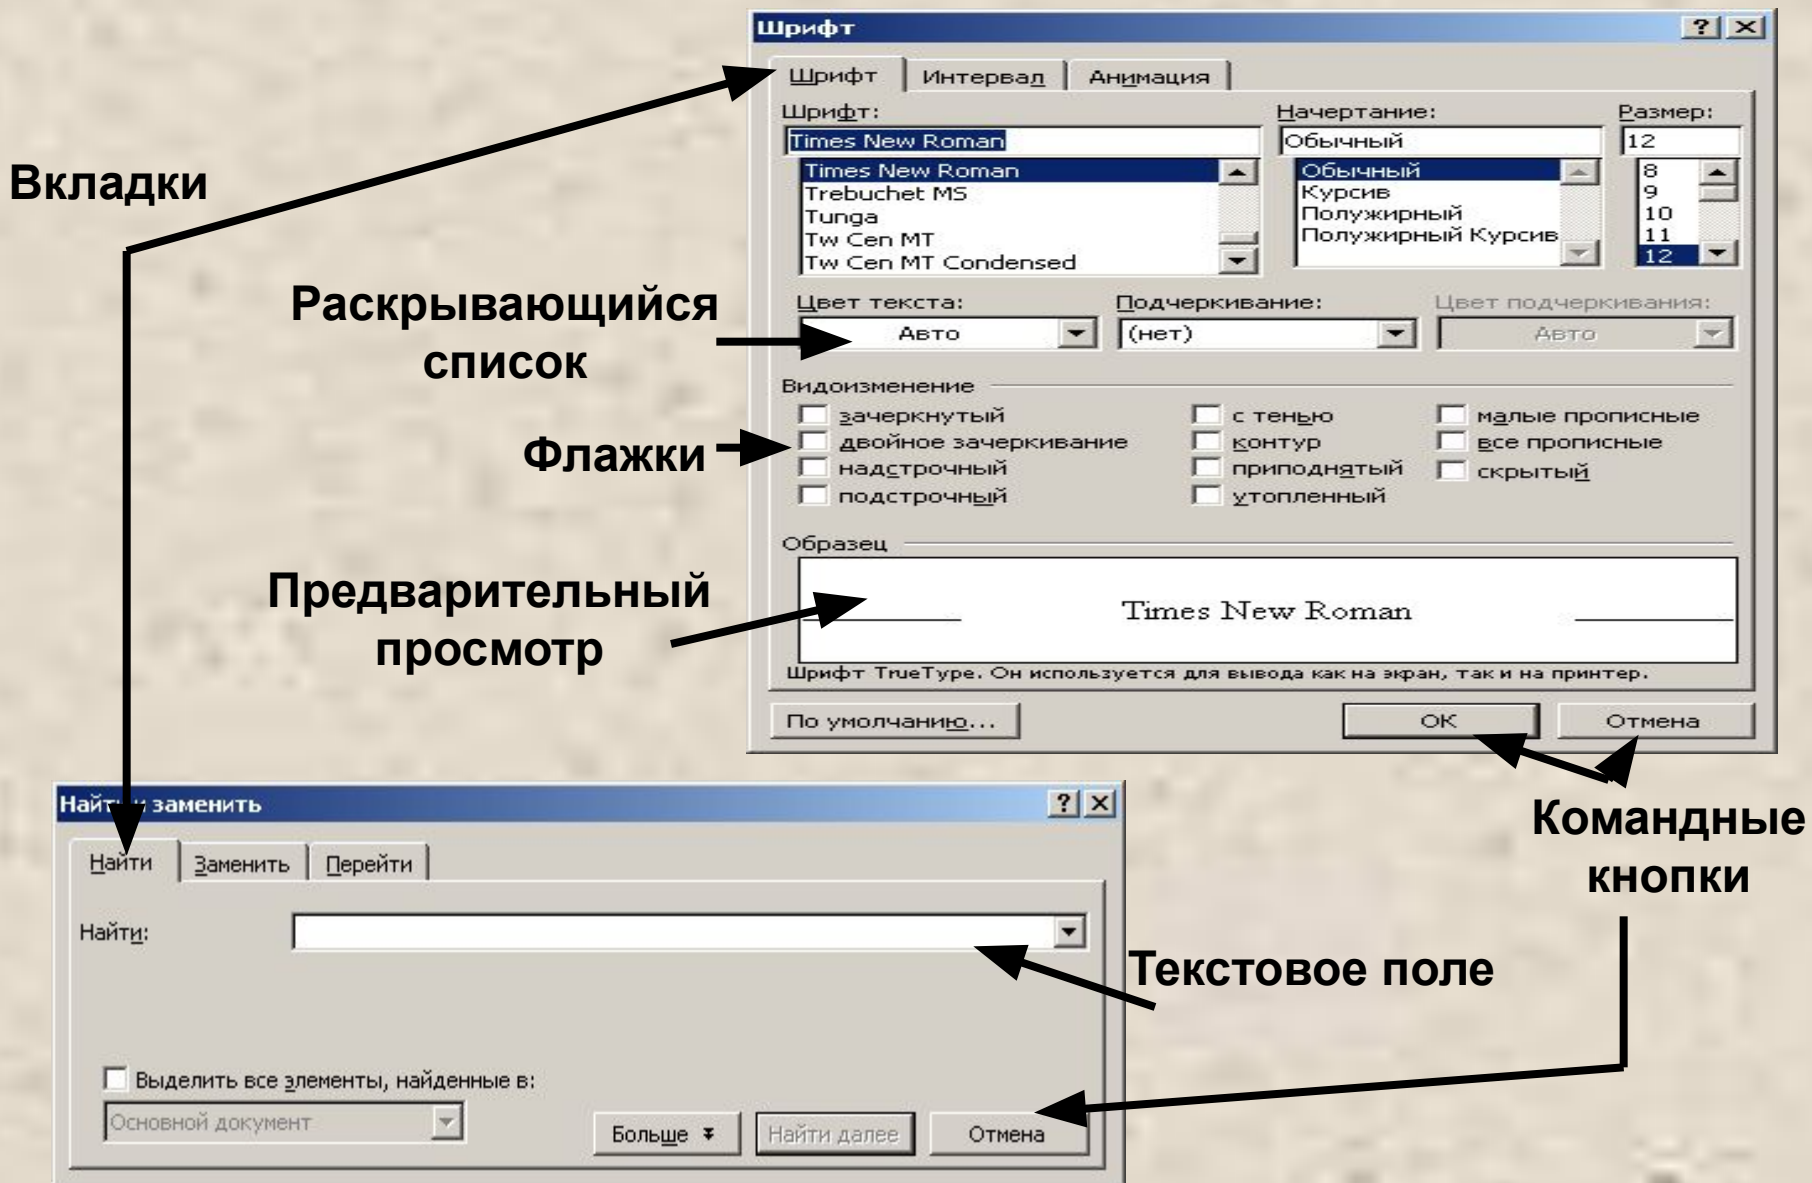 Шрифт
Шрифт Интервал Анимация
Шрифт: Начертание: Размер:
Times New Roman Обычный 12
Times New Roman Обычный 8
Trebuchet MS Курсив 9
Tunga Полужирный 10
Tw Cen MT Полужирный Курсив 11
Tw Cen MT Condensed 12
Цвет текста: Подчеркивание: Цвет подчеркивания:
Авто (нет) Авто
Видоизменение
зачеркнутый с тенью малые прописные
двойное зачеркивание контур все прописные
надстрочный приподнятый скрытый
подстрочный утопленный
Образец
Times New Roman
Шрифт TrueType. Он используется для вывода как на экран, так и на принтер.
По умолчанию... ОК Отмена
Вкладки
Раскрывающийся
список
Флажки
Предварительный
просмотр
Командные
кнопки
Найти и заменить
Найти Заменить Перейти
Найти:
Текстовое поле
Выделить все элементы, найденные в:
Основной документ
Больше Найти далее Отмена